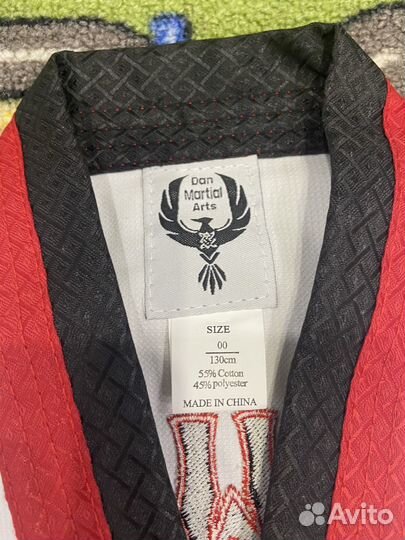 Dan
Martial
Arts
SIZE
00
130cm
55% Cotton
45% polyester
MADE IN CHINA
Avito